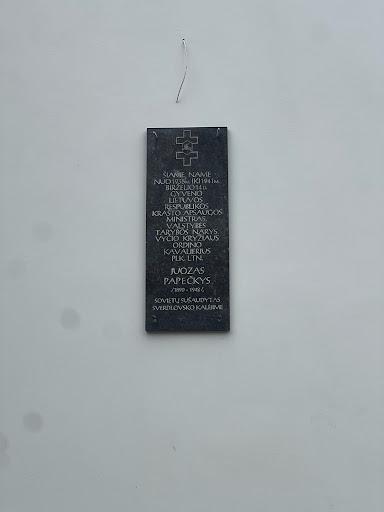 ŠIAME NAME
NUO 1935 M. IKI 1941 M.
BIRŽELIO 14 D.
GYVENO
LIETUVOS
RESPUBLIKOS
KRAŠTO APSAUGOS
MINISTRAS,
VALSTYBĖS
TARYBOS NARYS,
VYČIO KRYŽIAUS
ORDINO
KAVALIERIUS
PLK. LTN.
JUOZAS
PAPEČKYS
/1890 - 1942/,
SOVIETŲ SUŠAUDYTAS
SVERDLOVSKO KALĖJIME